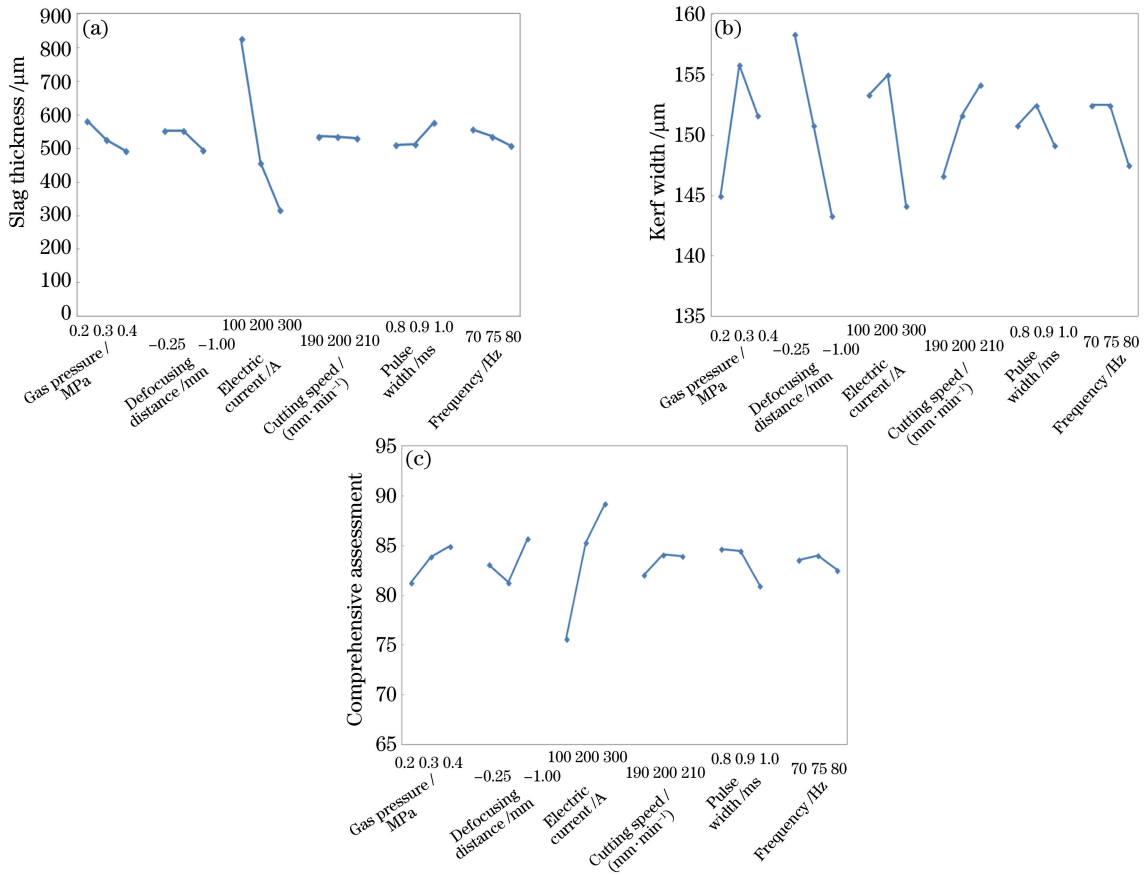 (a)
900
800
700
600
500
400
300
200
100
0
Slag thickness /μm
0.2 0.3 0.4
−0.25 −1.00
100 200 300
190 200 210
0.8 0.9 1.0
70 75 80
Gas pressure /
MPa
Defocusing
distance /mm
Electric
current /A
Cutting speed /
(mm·min⁻¹)
Pulse
width /ms
Frequency /Hz
(b)
160
155
150
145
140
135
Kerf width /μm
0.2 0.3 0.4
−0.25 −1.00
100 200 300
190 200 210
0.8 0.9 1.0
70 75 80
Gas pressure /
MPa
Defocusing
distance /mm
Electric
current /A
Cutting speed /
(mm·min⁻¹)
Pulse
width /ms
Frequency /Hz
(c)
95
90
85
80
75
70
65
Comprehensive assessment
0.2 0.3 0.4
−0.25 −1.00
100 200 300
190 200 210
0.8 0.9 1.0
70 75 80
Gas pressure /
MPa
Defocusing
distance /mm
Electric
current /A
Cutting speed /
(mm·min⁻¹)
Pulse
width /ms
Frequency /Hz